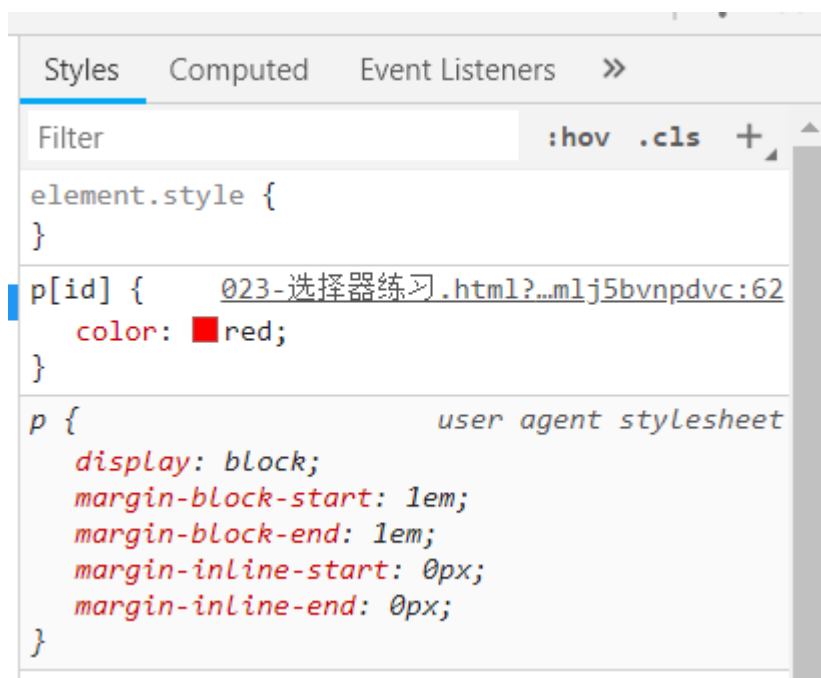 Styles Computed Event Listeners »
Filter :hov .cls +
element.style {
}
p[id] { 023-选择器练习.html?…mlj5bvnpdvc:62
color: red;
}
p { user agent stylesheet
display: block;
margin-block-start: 1em;
margin-block-end: 1em;
margin-inline-start: 0px;
margin-inline-end: 0px;
}